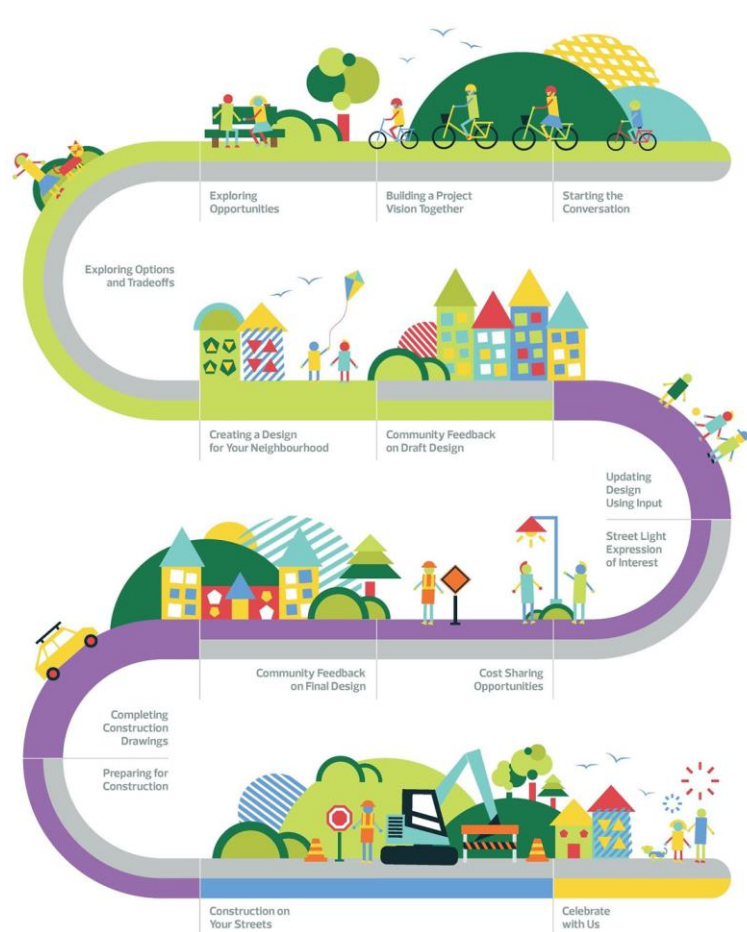 Exploring
Opportunities
Building a Project
Vision Together
Starting the
Conversation
Exploring Options
and Tradeoffs
Creating a Design
for Your Neighbourhood
Community Feedback
on Draft Design
Updating
Design
Using Input
Street Light
Expression
of Interest
Community Feedback
on Final Design
Cost Sharing
Opportunities
Completing
Construction
Drawings
Preparing for
Construction
Construction on
Your Streets
Celebrate
with Us